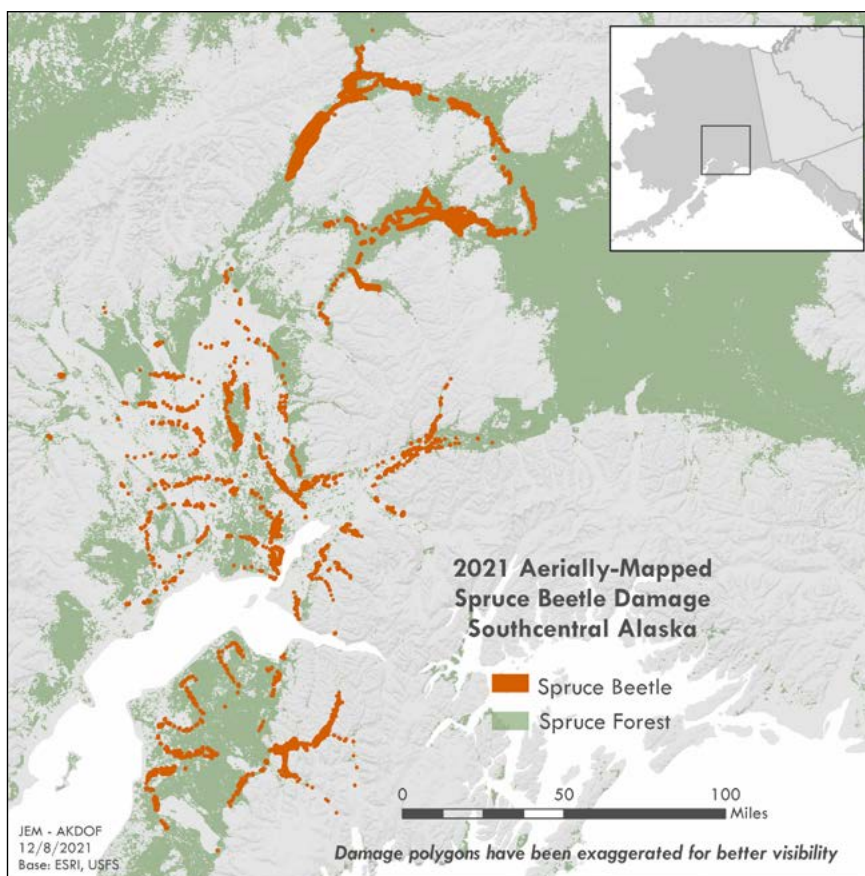 2021 Aerially-Mapped
Spruce Beetle Damage
Southcentral Alaska
Spruce Beetle
Spruce Forest
0 50 100
Miles
JEM - AKDOF
12/8/2021
Base: ESRI, USFS
Damage polygons have been exaggerated for better visibility